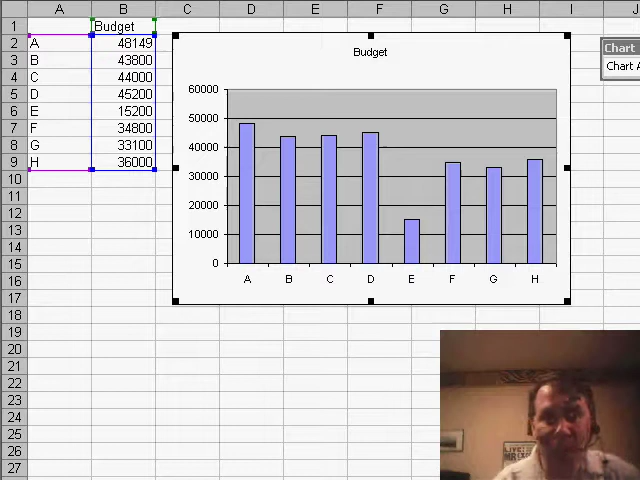 A B C D E F G H I J
1 Budget
2 A 48149
3 B 43800
4 C 44000
5 D 45200
6 E 15200
7 F 34800
8 G 33100
9 H 36000
10
11
12
13
14
15
16
17
18
19
20
21
22
23
24
25
26
27
Budget
60000
50000
40000
30000
20000
10000
0
A B C D E F G H
Chart
Chart A
LIVE